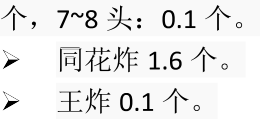 个，7~8 头：0.1 个。
➢ 同花炸 1.6 个。
➢ 王炸 0.1 个。